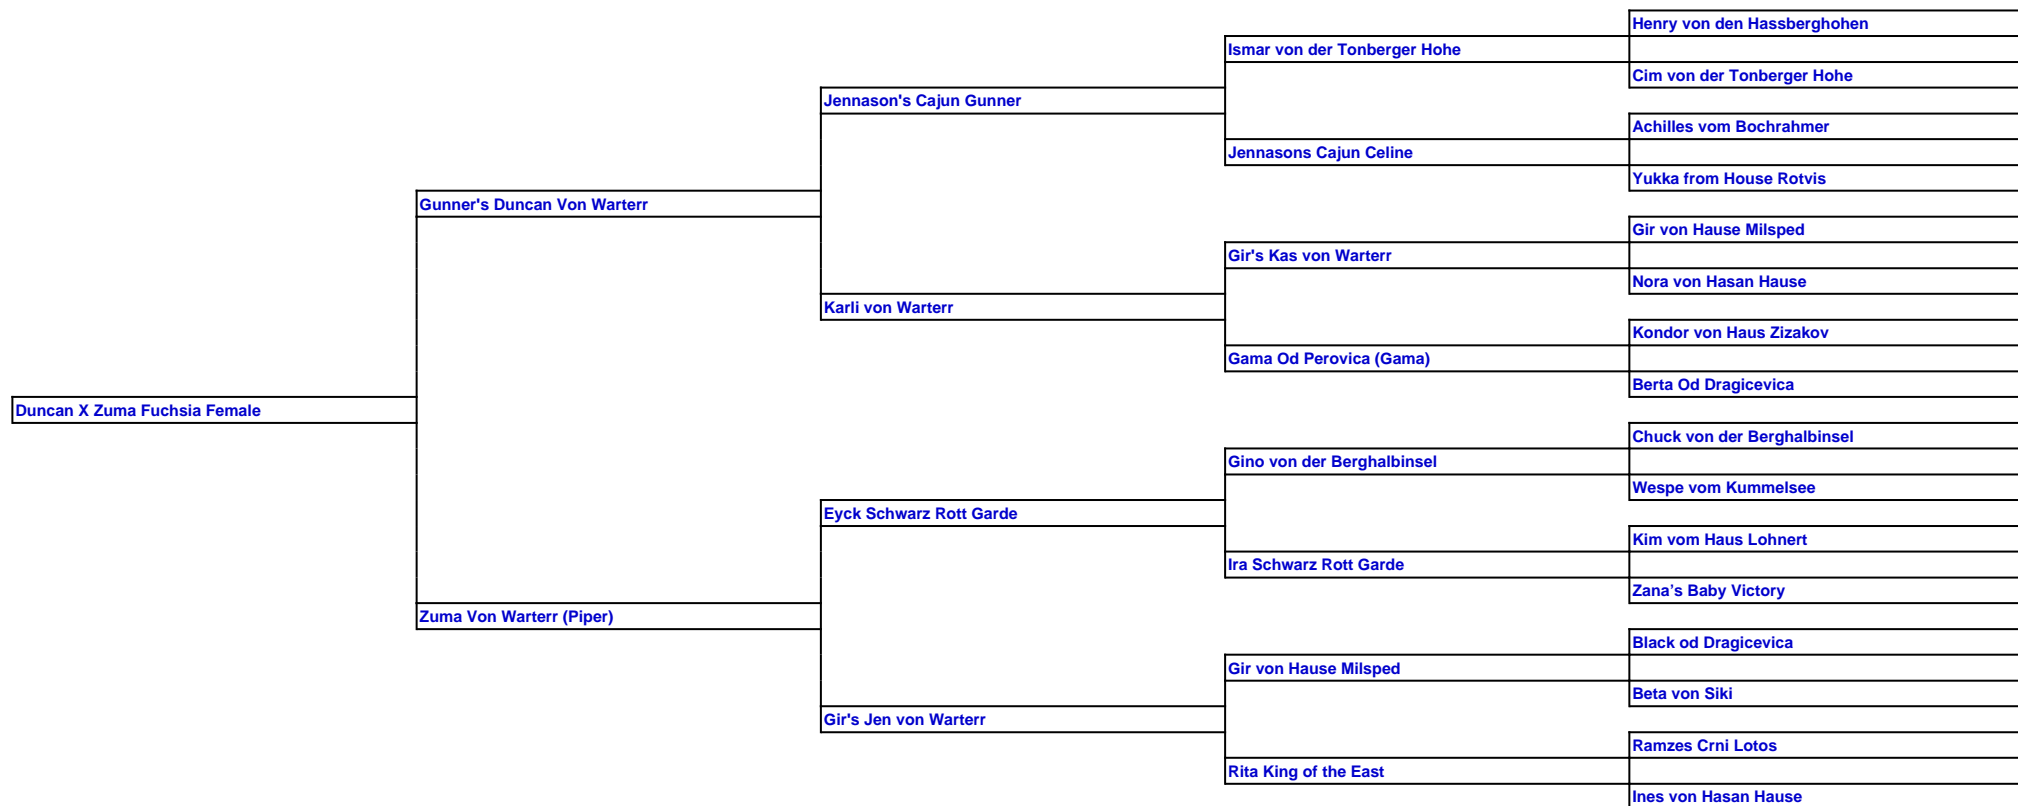 Henry von den Hassberghohen
Ismar von der Tonberger Hohe
Cim von der Tonberger Hohe
Jennason's Cajun Gunner
Achilles vom Bochrahmer
Jennasons Cajun Celine
Yukka from House Rotvis
Gunner's Duncan Von Warterr
Gir von Hause Milsped
Gir's Kas von Warterr
Nora von Hasan Hause
Karli von Warterr
Kondor von Haus Zizakov
Gama Od Perovica (Gama)
Berta Od Dragicevica
Duncan X Zuma Fuchsia Female
Chuck von der Berghalbinsel
Gino von der Berghalbinsel
Wespe vom Kummelsee
Eyck Schwarz Rott Garde
Kim vom Haus Lohnert
Ira Schwarz Rott Garde
Zana’s Baby Victory
Zuma Von Warterr (Piper)
Black od Dragicevica
Gir von Hause Milsped
Beta von Siki
Gir's Jen von Warterr
Ramzes Crni Lotos
Rita King of the East
Ines von Hasan Hause